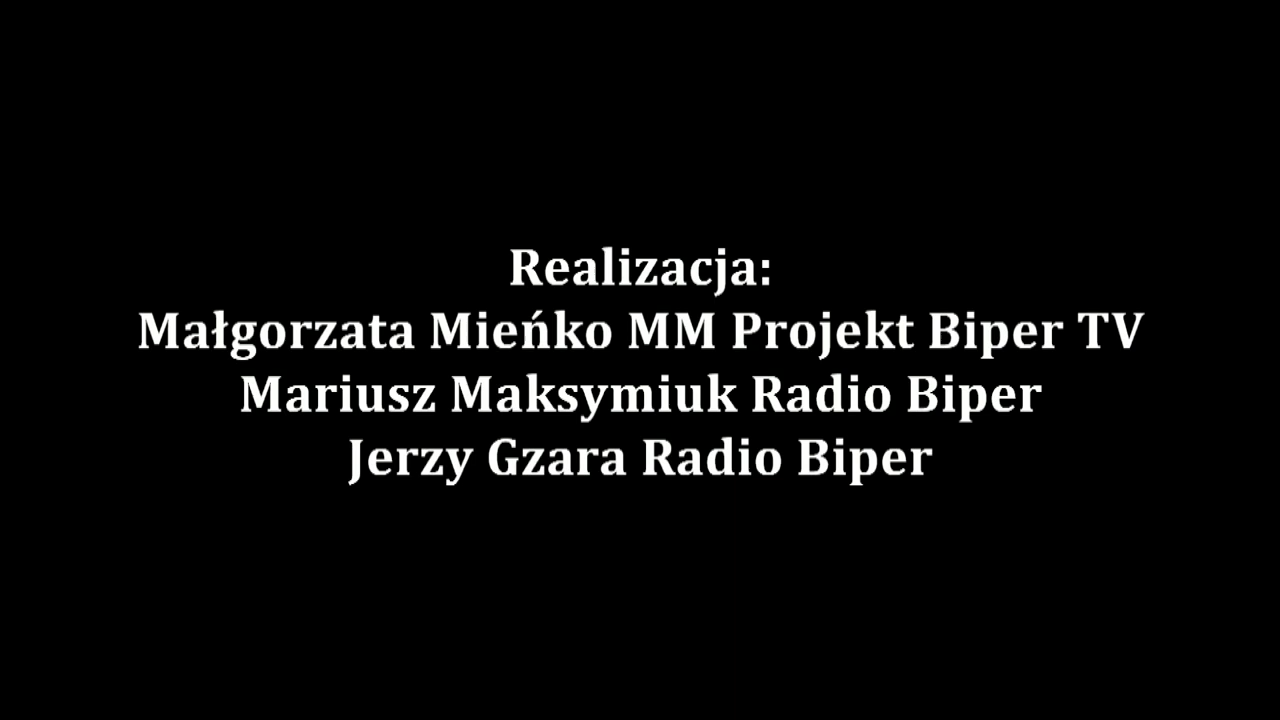 Realizacja:
Małgorzata Mieńko MM Projekt Biper TV
Mariusz Maksymiuk Radio Biper
Jerzy Gzara Radio Biper